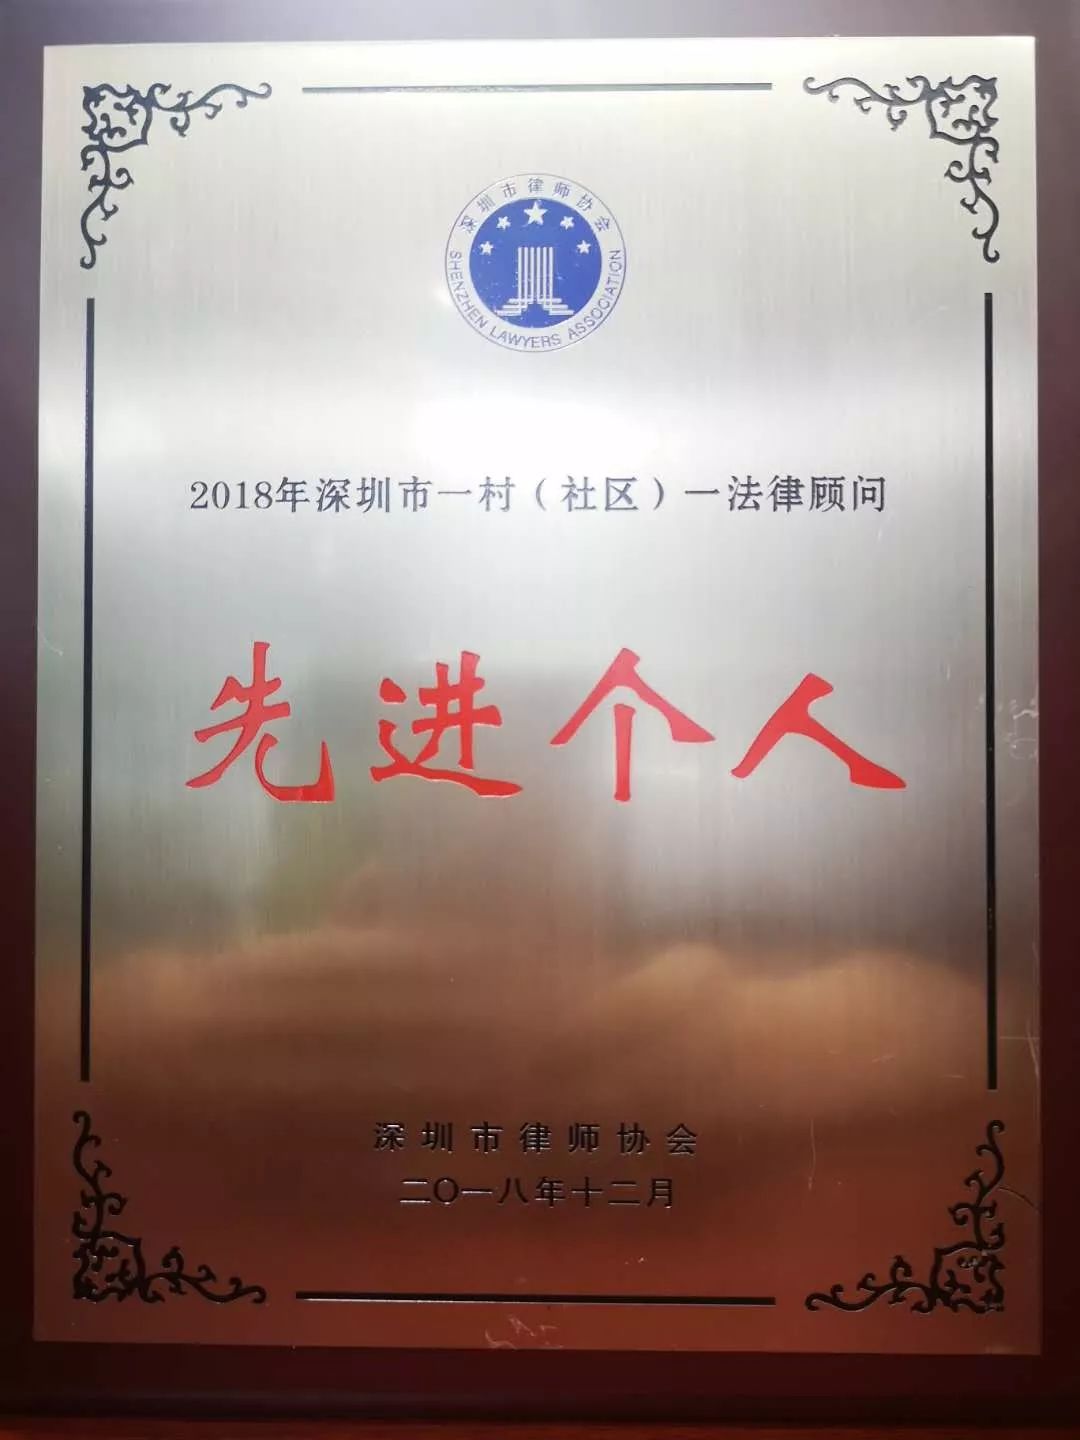 深圳市律师协会
SHENZHEN LAWYERS ASSOCIATION
2018年深圳市一村（社区）一法律顾问
先进个人
深圳市律师协会
二〇一八年十二月